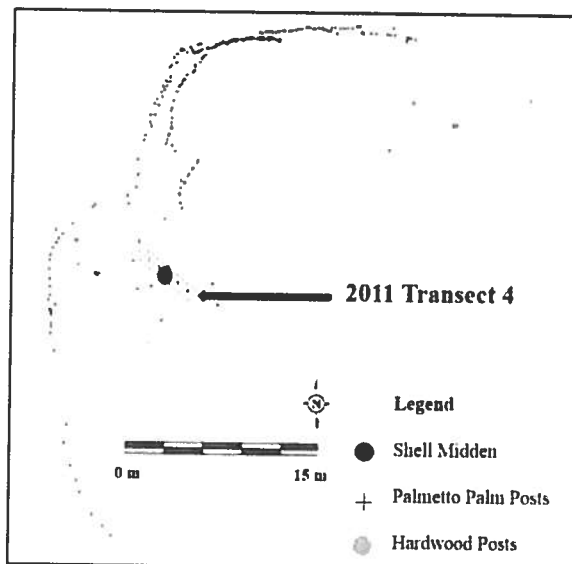 2011 Transect 4
N
Legend
Shell Midden
0 m 15 m
Palmetto Palm Posts
Hardwood Posts